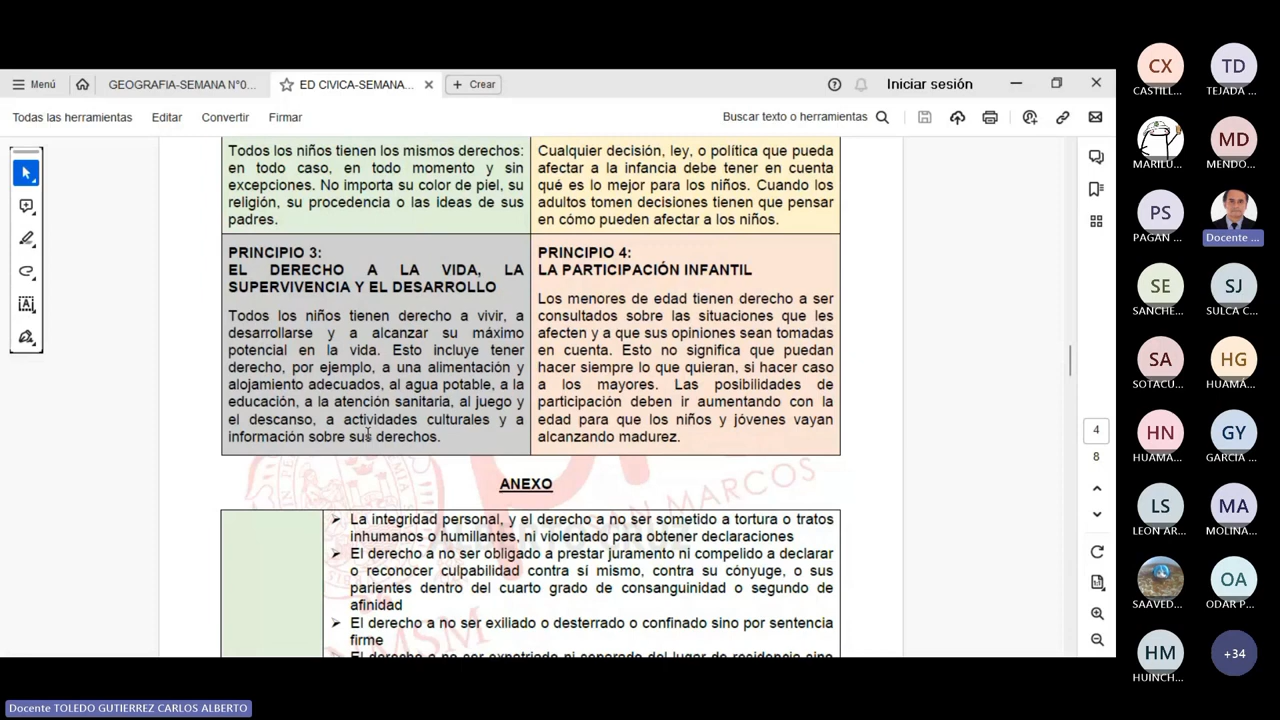 Menú
GEOGRAFIA-SEMANA N°0...
ED CIVICA-SEMANA...
Crear
Iniciar sesión
Todas las herramientas
Editar
Convertir
Firmar
Buscar texto o herramientas
Todos los niños tienen los mismos derechos:
en todo caso, en todo momento y sin
excepciones. No importa su color de piel, su
religión, su procedencia o las ideas de sus
padres.
Cualquier decisión, ley, o política que pueda
afectar a la infancia debe tener en cuenta
qué es lo mejor para los niños. Cuando los
adultos tomen decisiones tienen que pensar
en cómo pueden afectar a los niños.
PRINCIPIO 3:
EL DERECHO A LA VIDA, LA
SUPERVIVENCIA Y EL DESARROLLO
Todos los niños tienen derecho a vivir, a
desarrollarse y a alcanzar su máximo
potencial en la vida. Esto incluye tener
derecho, por ejemplo, a una alimentación y
alojamiento adecuados, al agua potable, a la
educación, a la atención sanitaria, al juego y
el descanso, a actividades culturales y a
información sobre sus derechos.
PRINCIPIO 4:
LA PARTICIPACIÓN INFANTIL
Los menores de edad tienen derecho a ser
consultados sobre las situaciones que les
afecten y a que sus opiniones sean tomadas
en cuenta. Esto no significa que puedan
hacer siempre lo que quieran, si hacer caso
a los mayores. Las posibilidades de
participación deben ir aumentando con la
edad para que los niños y jóvenes vayan
alcanzando madurez.
ANEXO
SAN MARCOS
➢ La integridad personal, y el derecho a no ser sometido a tortura o tratos
inhumanos o humillantes, ni violentado para obtener declaraciones
➢ El derecho a no ser obligado a prestar juramento ni compelido a declarar
o reconocer culpabilidad contra sí mismo, contra su cónyuge, o sus
parientes dentro del cuarto grado de consanguinidad o segundo de
afinidad
➢ El derecho a no ser exiliado o desterrado o confinado sino por sentencia
firme
➢ El derecho a no ser expatriado ni separado del lugar de residencia sino
4
8
CX
CASTILL...
TD
TEJADA ...
MARILÚ...
MD
MENDO...
PS
PAGAN ...
Docente ...
SE
SANCHE...
SJ
SULCA C...
SA
SOTACU...
HG
HUAMÁ...
HN
HUAMA...
GY
GARCIA ...
LS
LEON AR...
MA
MOLINA...
SAAVED...
OA
ODAR P...
HM
HUINCH...
+34
Docente TOLEDO GUTIERREZ CARLOS ALBERTO